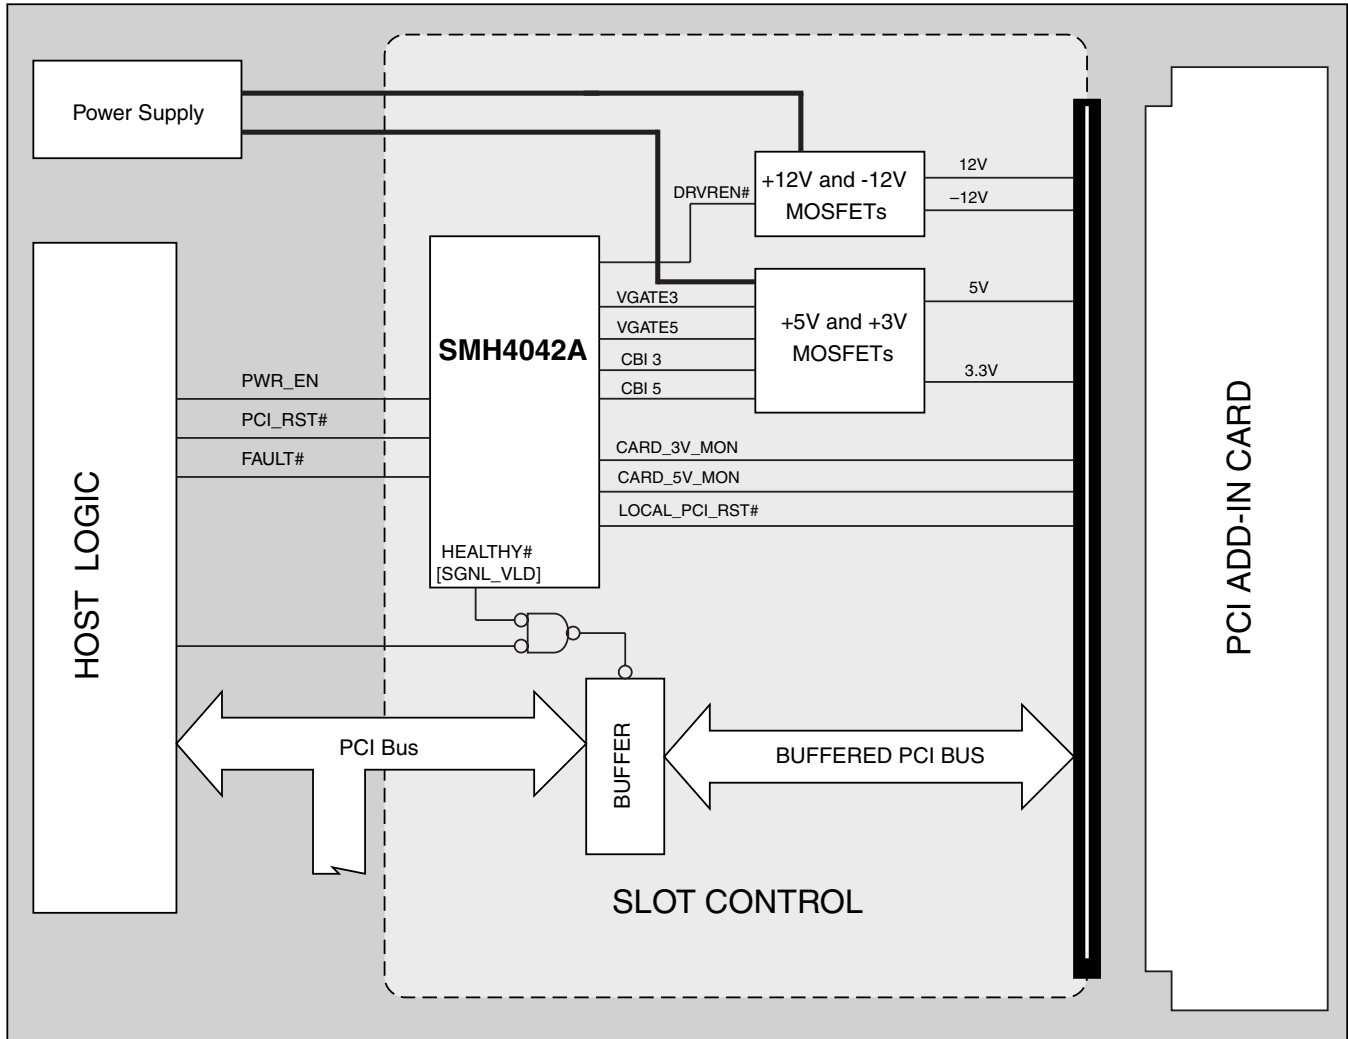 Power Supply
+12V and -12V
MOSFETs
12V
–12V
DRVREN#
SMH4042A
VGATE3
VGATE5
CBI 3
CBI 5
+5V and +3V
MOSFETs
5V
3.3V
PWR_EN
PCI_RST#
FAULT#
CARD_3V_MON
CARD_5V_MON
LOCAL_PCI_RST#
HEALTHY#
[SGNL_VLD]
HOST LOGIC
PCI ADD-IN CARD
PCI Bus
BUFFER
BUFFERED PCI BUS
SLOT CONTROL